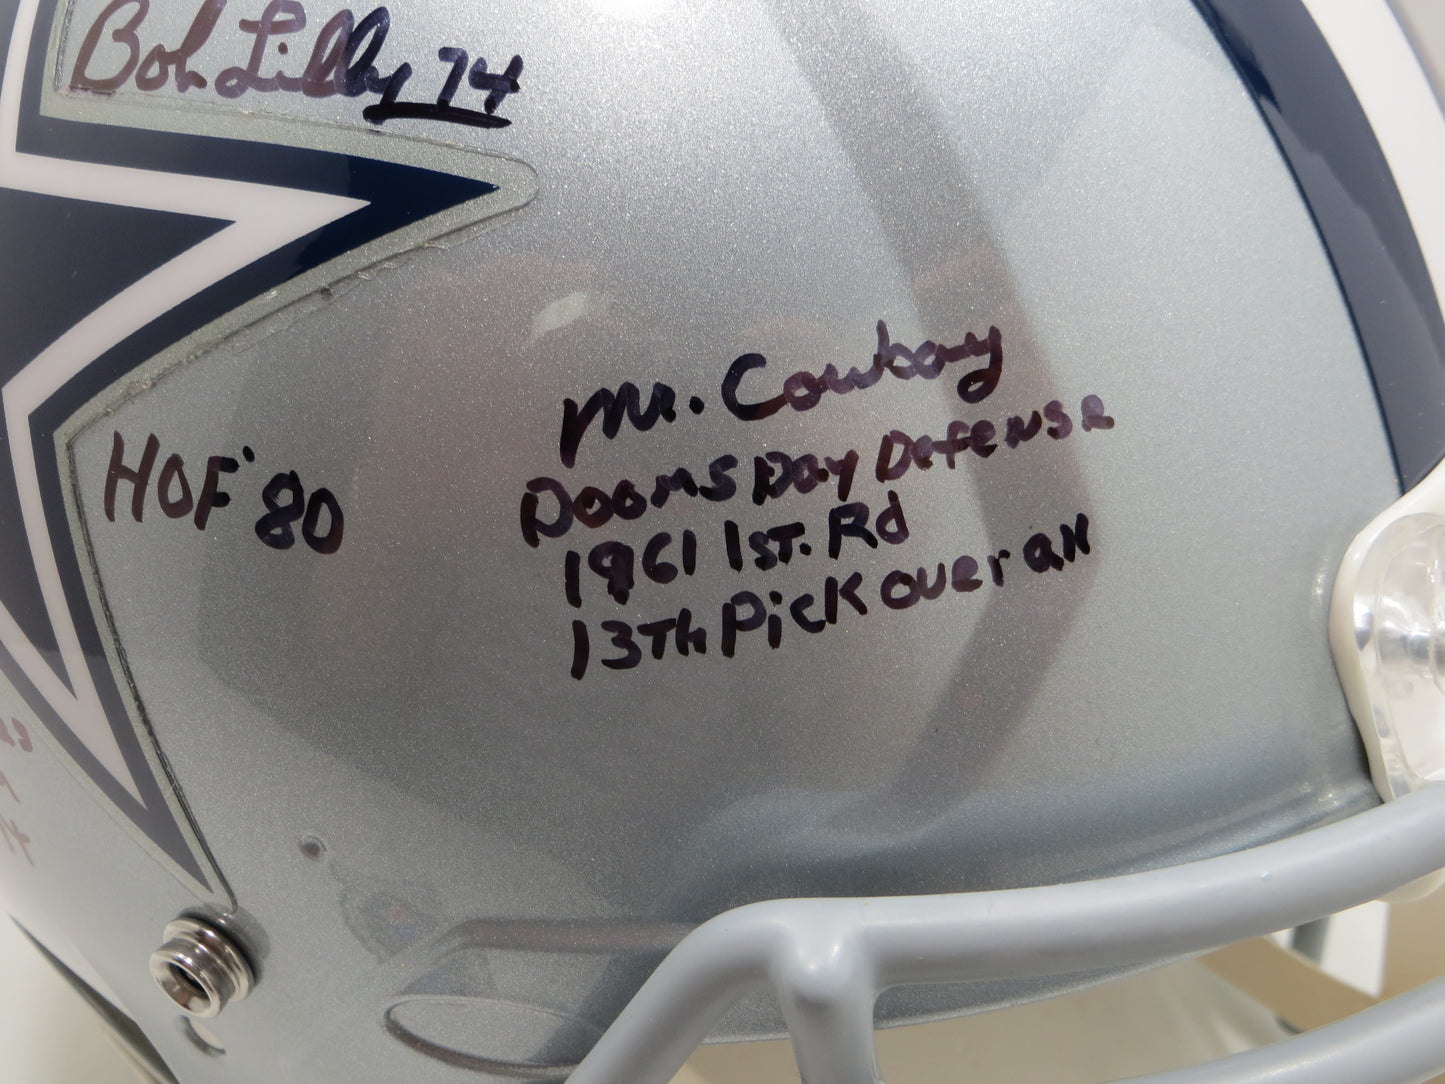 Bob Lilly 74
HOF '80
Mr. Cowboy
Doomsday Defense
1961 1st. Rd
13Th Pick over all